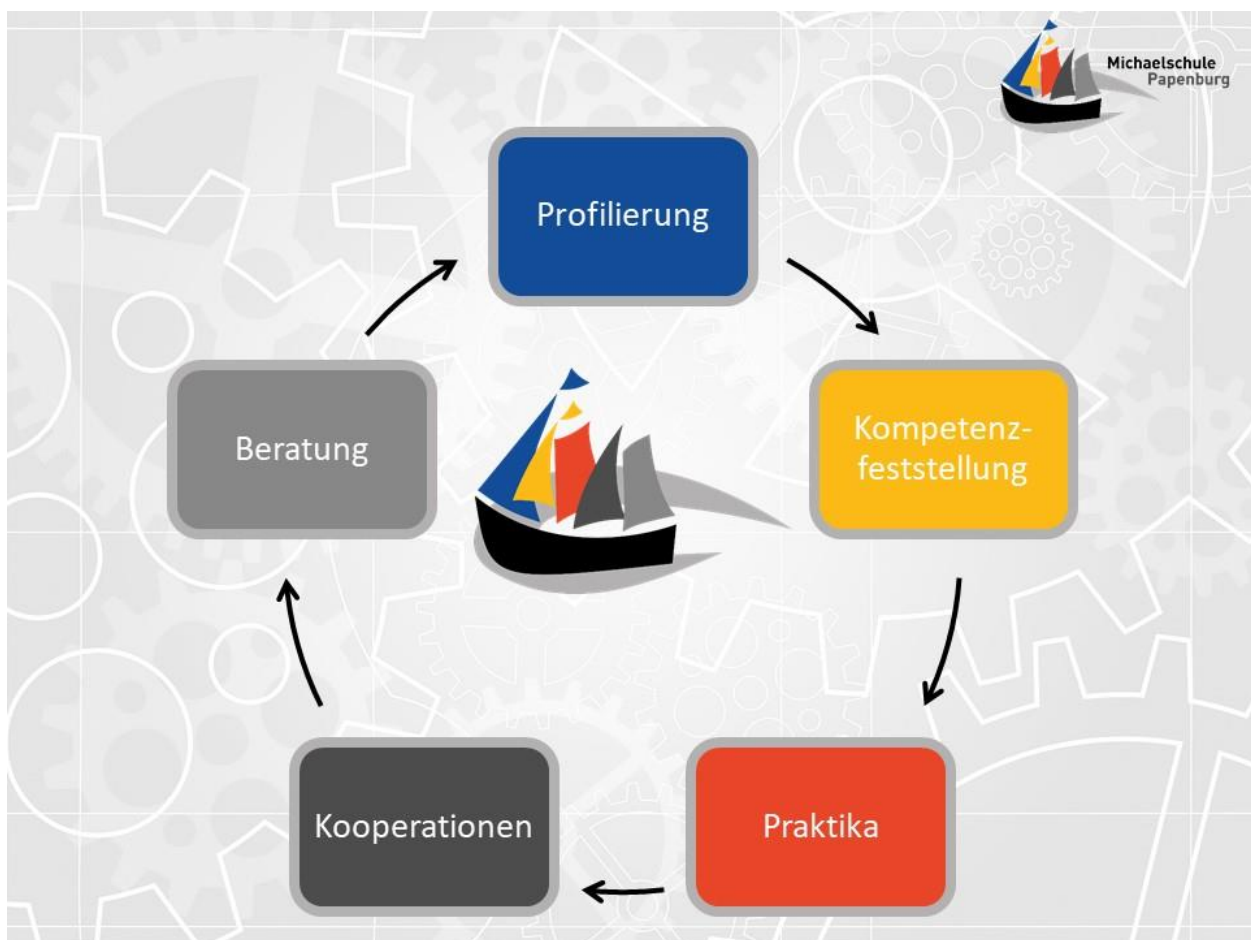 Michaelschule
Papenburg
Profilierung
Beratung
Kompetenz-
feststellung
Kooperationen
Praktika